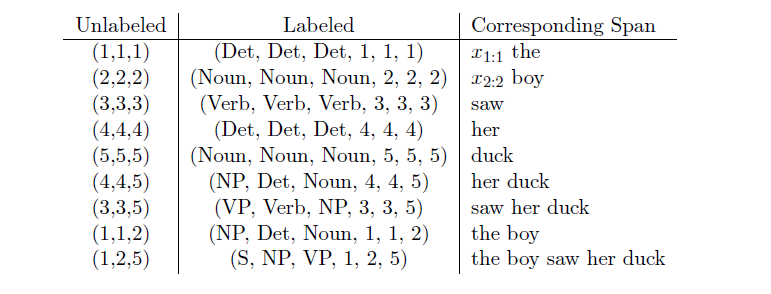 Unlabeled Labeled Corresponding Span
(1,1,1) (Det, Det, Det, 1, 1, 1) x1:1 the
(2,2,2) (Noun, Noun, Noun, 2, 2, 2) x2:2 boy
(3,3,3) (Verb, Verb, Verb, 3, 3, 3) saw
(4,4,4) (Det, Det, Det, 4, 4, 4) her
(5,5,5) (Noun, Noun, Noun, 5, 5, 5) duck
(4,4,5) (NP, Det, Noun, 4, 4, 5) her duck
(3,3,5) (VP, Verb, NP, 3, 3, 5) saw her duck
(1,1,2) (NP, Det, Noun, 1, 1, 2) the boy
(1,2,5) (S, NP, VP, 1, 2, 5) the boy saw her duck